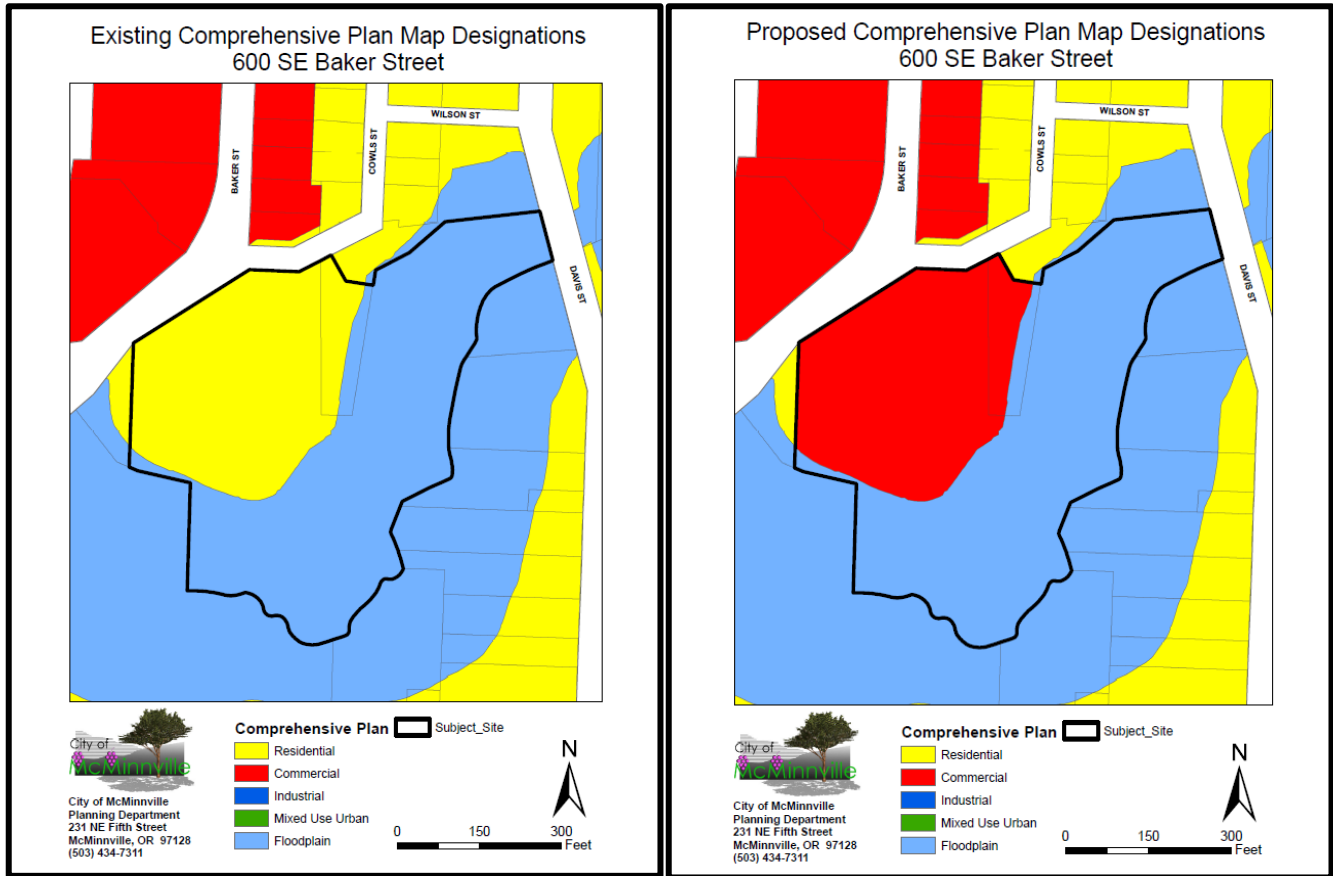 Existing Comprehensive Plan Map Designations
600 SE Baker Street
WILSON ST
COWLS ST
BAKER ST
DAVIS ST
City of
McMinnville
City of McMinnville
Planning Department
231 NE Fifth Street
McMinnville, OR 97128
(503) 434-7311
Comprehensive Plan
Subject_Site
Residential
Commercial
Industrial
Mixed Use Urban
Floodplain
N
0 150 300
Feet
Proposed Comprehensive Plan Map Designations
600 SE Baker Street
WILSON ST
COWLS ST
BAKER ST
DAVIS ST
City of
McMinnville
City of McMinnville
Planning Department
231 NE Fifth Street
McMinnville, OR 97128
(503) 434-7311
Comprehensive Plan
Subject_Site
Residential
Commercial
Industrial
Mixed Use Urban
Floodplain
N
0 150 300
Feet